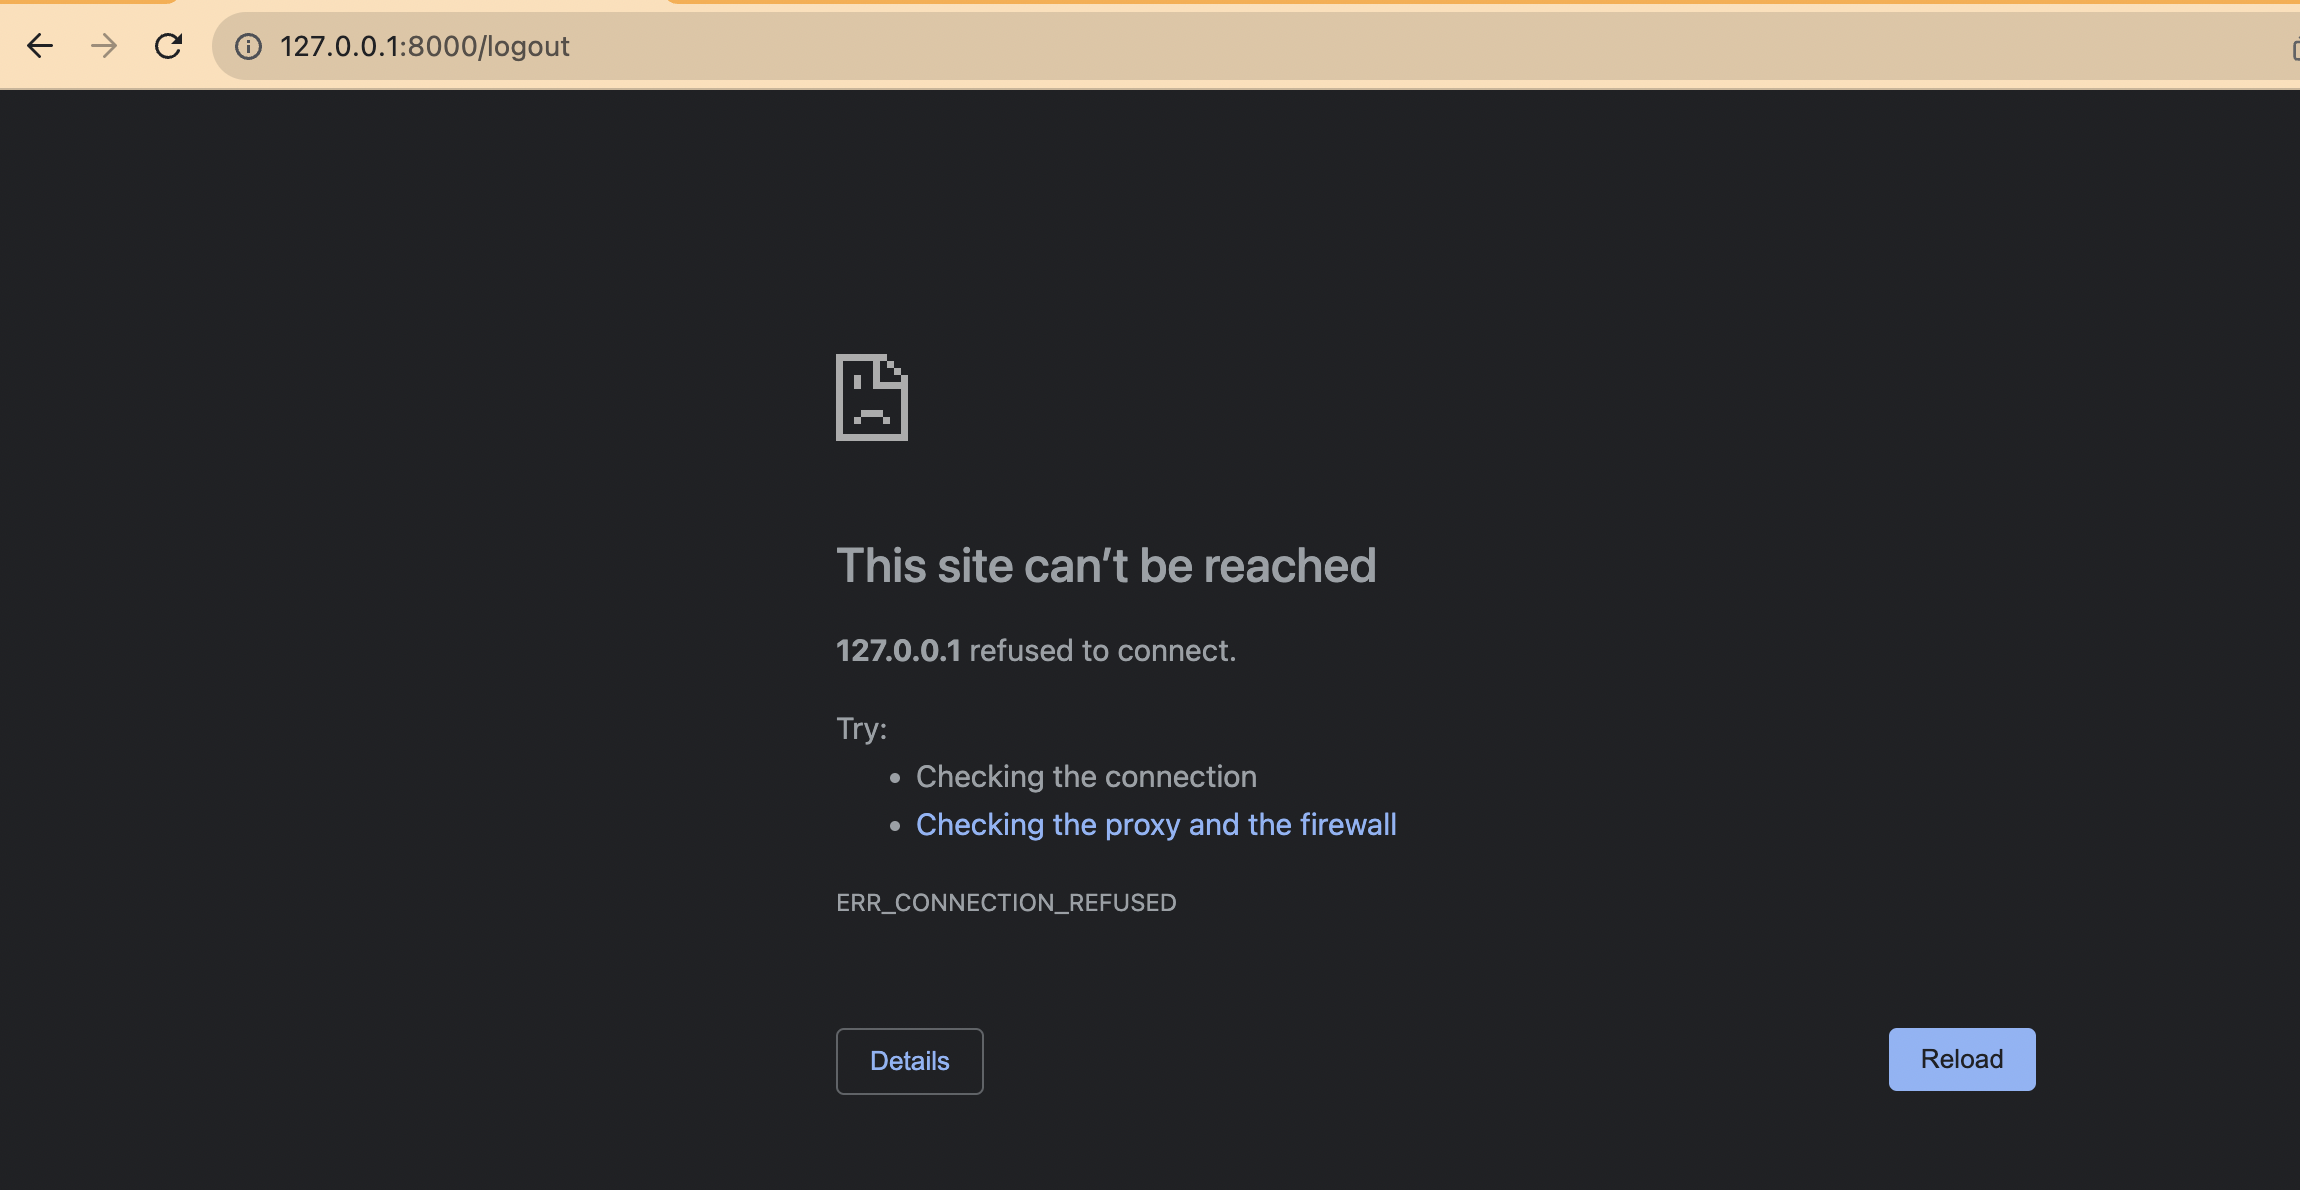 127.0.0.1:8000/logout
This site can’t be reached
127.0.0.1 refused to connect.
Try:
• Checking the connection
• Checking the proxy and the firewall
ERR_CONNECTION_REFUSED
Details
Reload